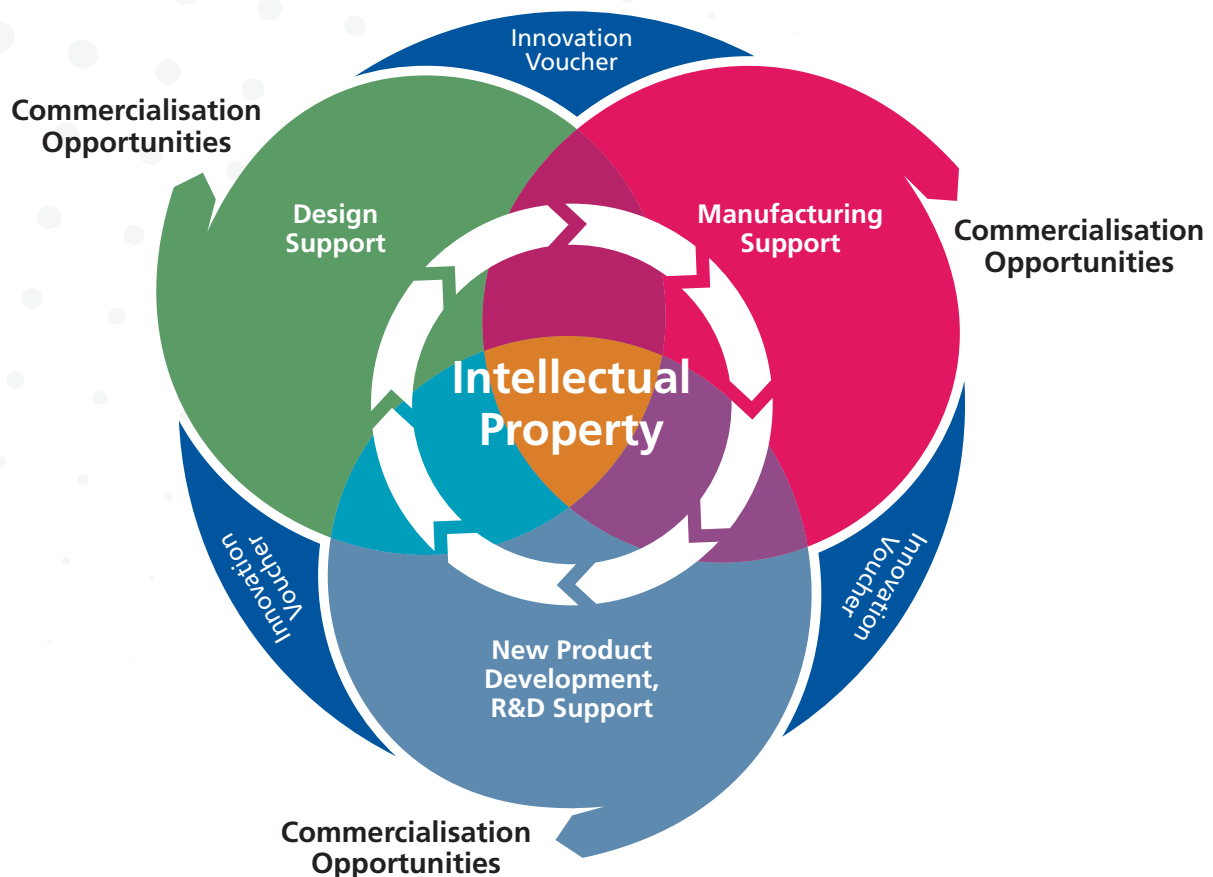 Innovation
Voucher
Commercialisation
Opportunities
Design
Support
Manufacturing
Support
Commercialisation
Opportunities
Intellectual
Property
Innovation
Voucher
Innovation
Voucher
New Product
Development,
R&D Support
Commercialisation
Opportunities